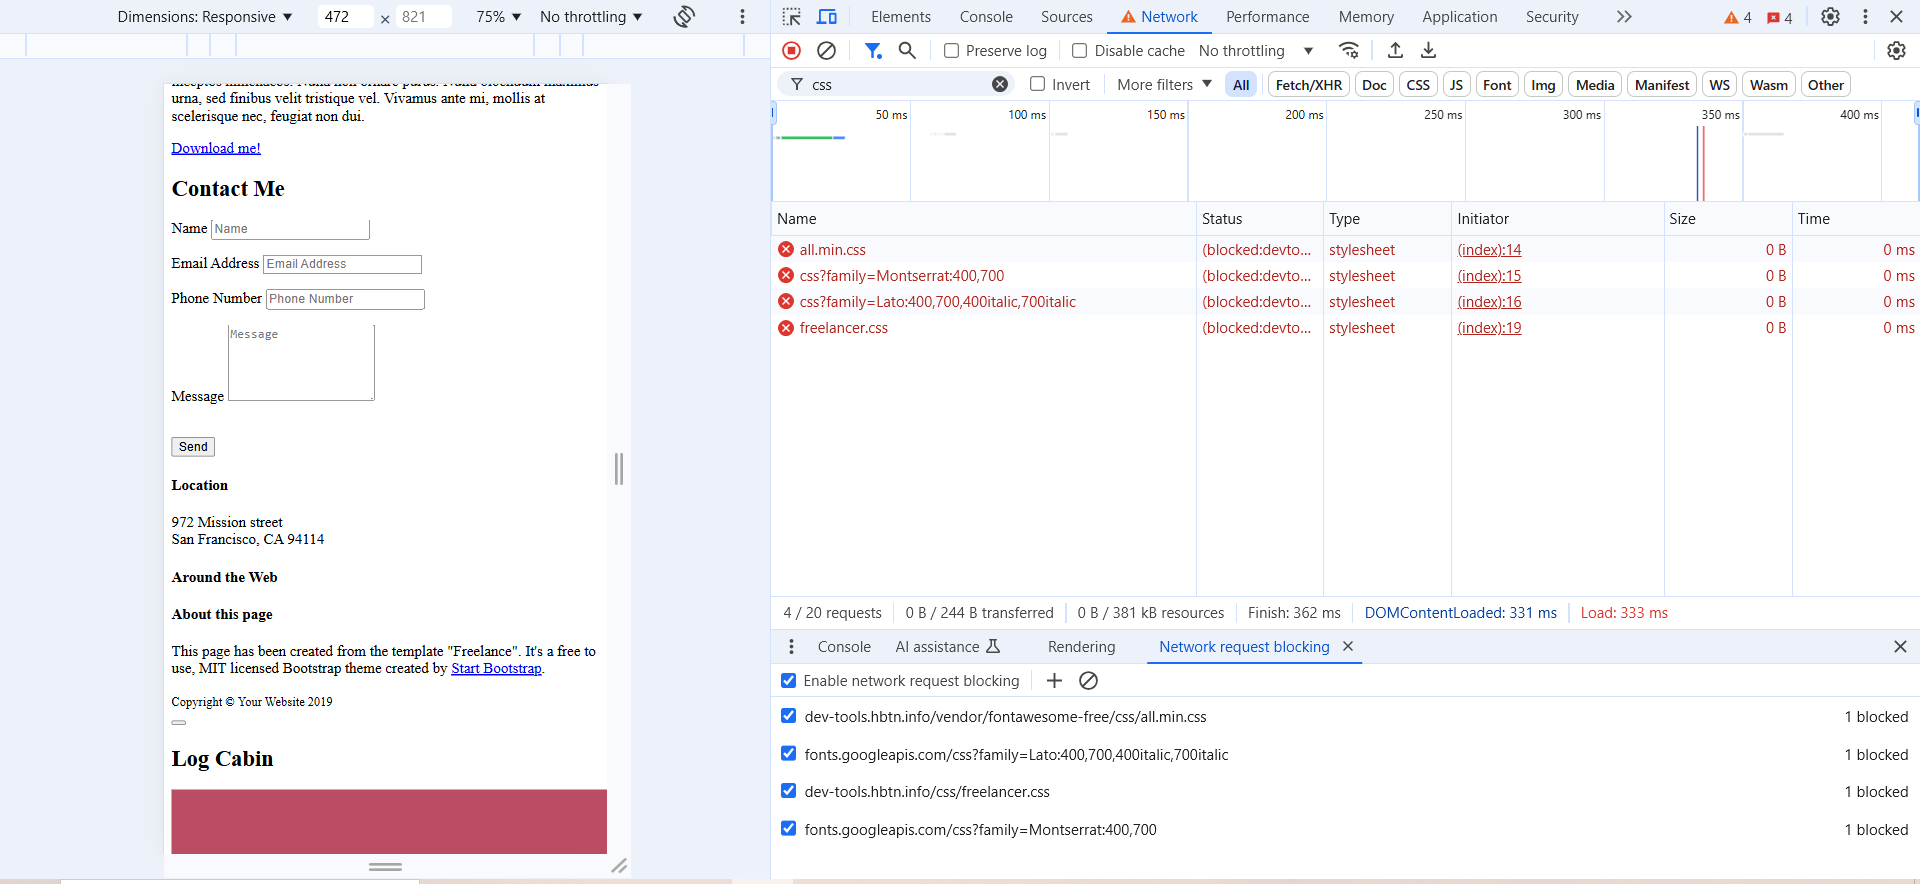 Dimensions: Responsive 472 × 821 75% No throttling
urna, sed finibus velit tristique vel. Vivamus ante mi, mollis at
scelerisque nec, feugiat non dui.
Download me!
Contact Me
Name Name
Email Address Email Address
Phone Number Phone Number
Message
Message
Send
Location
972 Mission street
San Francisco, CA 94114
Around the Web
About this page
This page has been created from the template "Freelance". It's a free to
use, MIT licensed Bootstrap theme created by Start Bootstrap.
Copyright © Your Website 2019
Log Cabin
Elements Console Sources Network Performance Memory Application Security 4 4
Preserve log Disable cache No throttling
css Invert More filters All Fetch/XHR Doc CSS JS Font Img Media Manifest WS Wasm Other
50 ms 100 ms 150 ms 200 ms 250 ms 300 ms 350 ms 400 ms
Name Status Type Initiator Size Time
all.min.css (blocked:devto... stylesheet (index):14 0 B 0 ms
css?family=Montserrat:400,700 (blocked:devto... stylesheet (index):15 0 B 0 ms
css?family=Lato:400,700,400italic,700italic (blocked:devto... stylesheet (index):16 0 B 0 ms
freelancer.css (blocked:devto... stylesheet (index):19 0 B 0 ms
4 / 20 requests 0 B / 244 B transferred 0 B / 381 kB resources Finish: 362 ms DOMContentLoaded: 331 ms Load: 333 ms
Console AI assistance Rendering Network request blocking
Enable network request blocking
dev-tools.hbtn.info/vendor/fontawesome-free/css/all.min.css 1 blocked
fonts.googleapis.com/css?family=Lato:400,700,400italic,700italic 1 blocked
dev-tools.hbtn.info/css/freelancer.css 1 blocked
fonts.googleapis.com/css?family=Montserrat:400,700 1 blocked